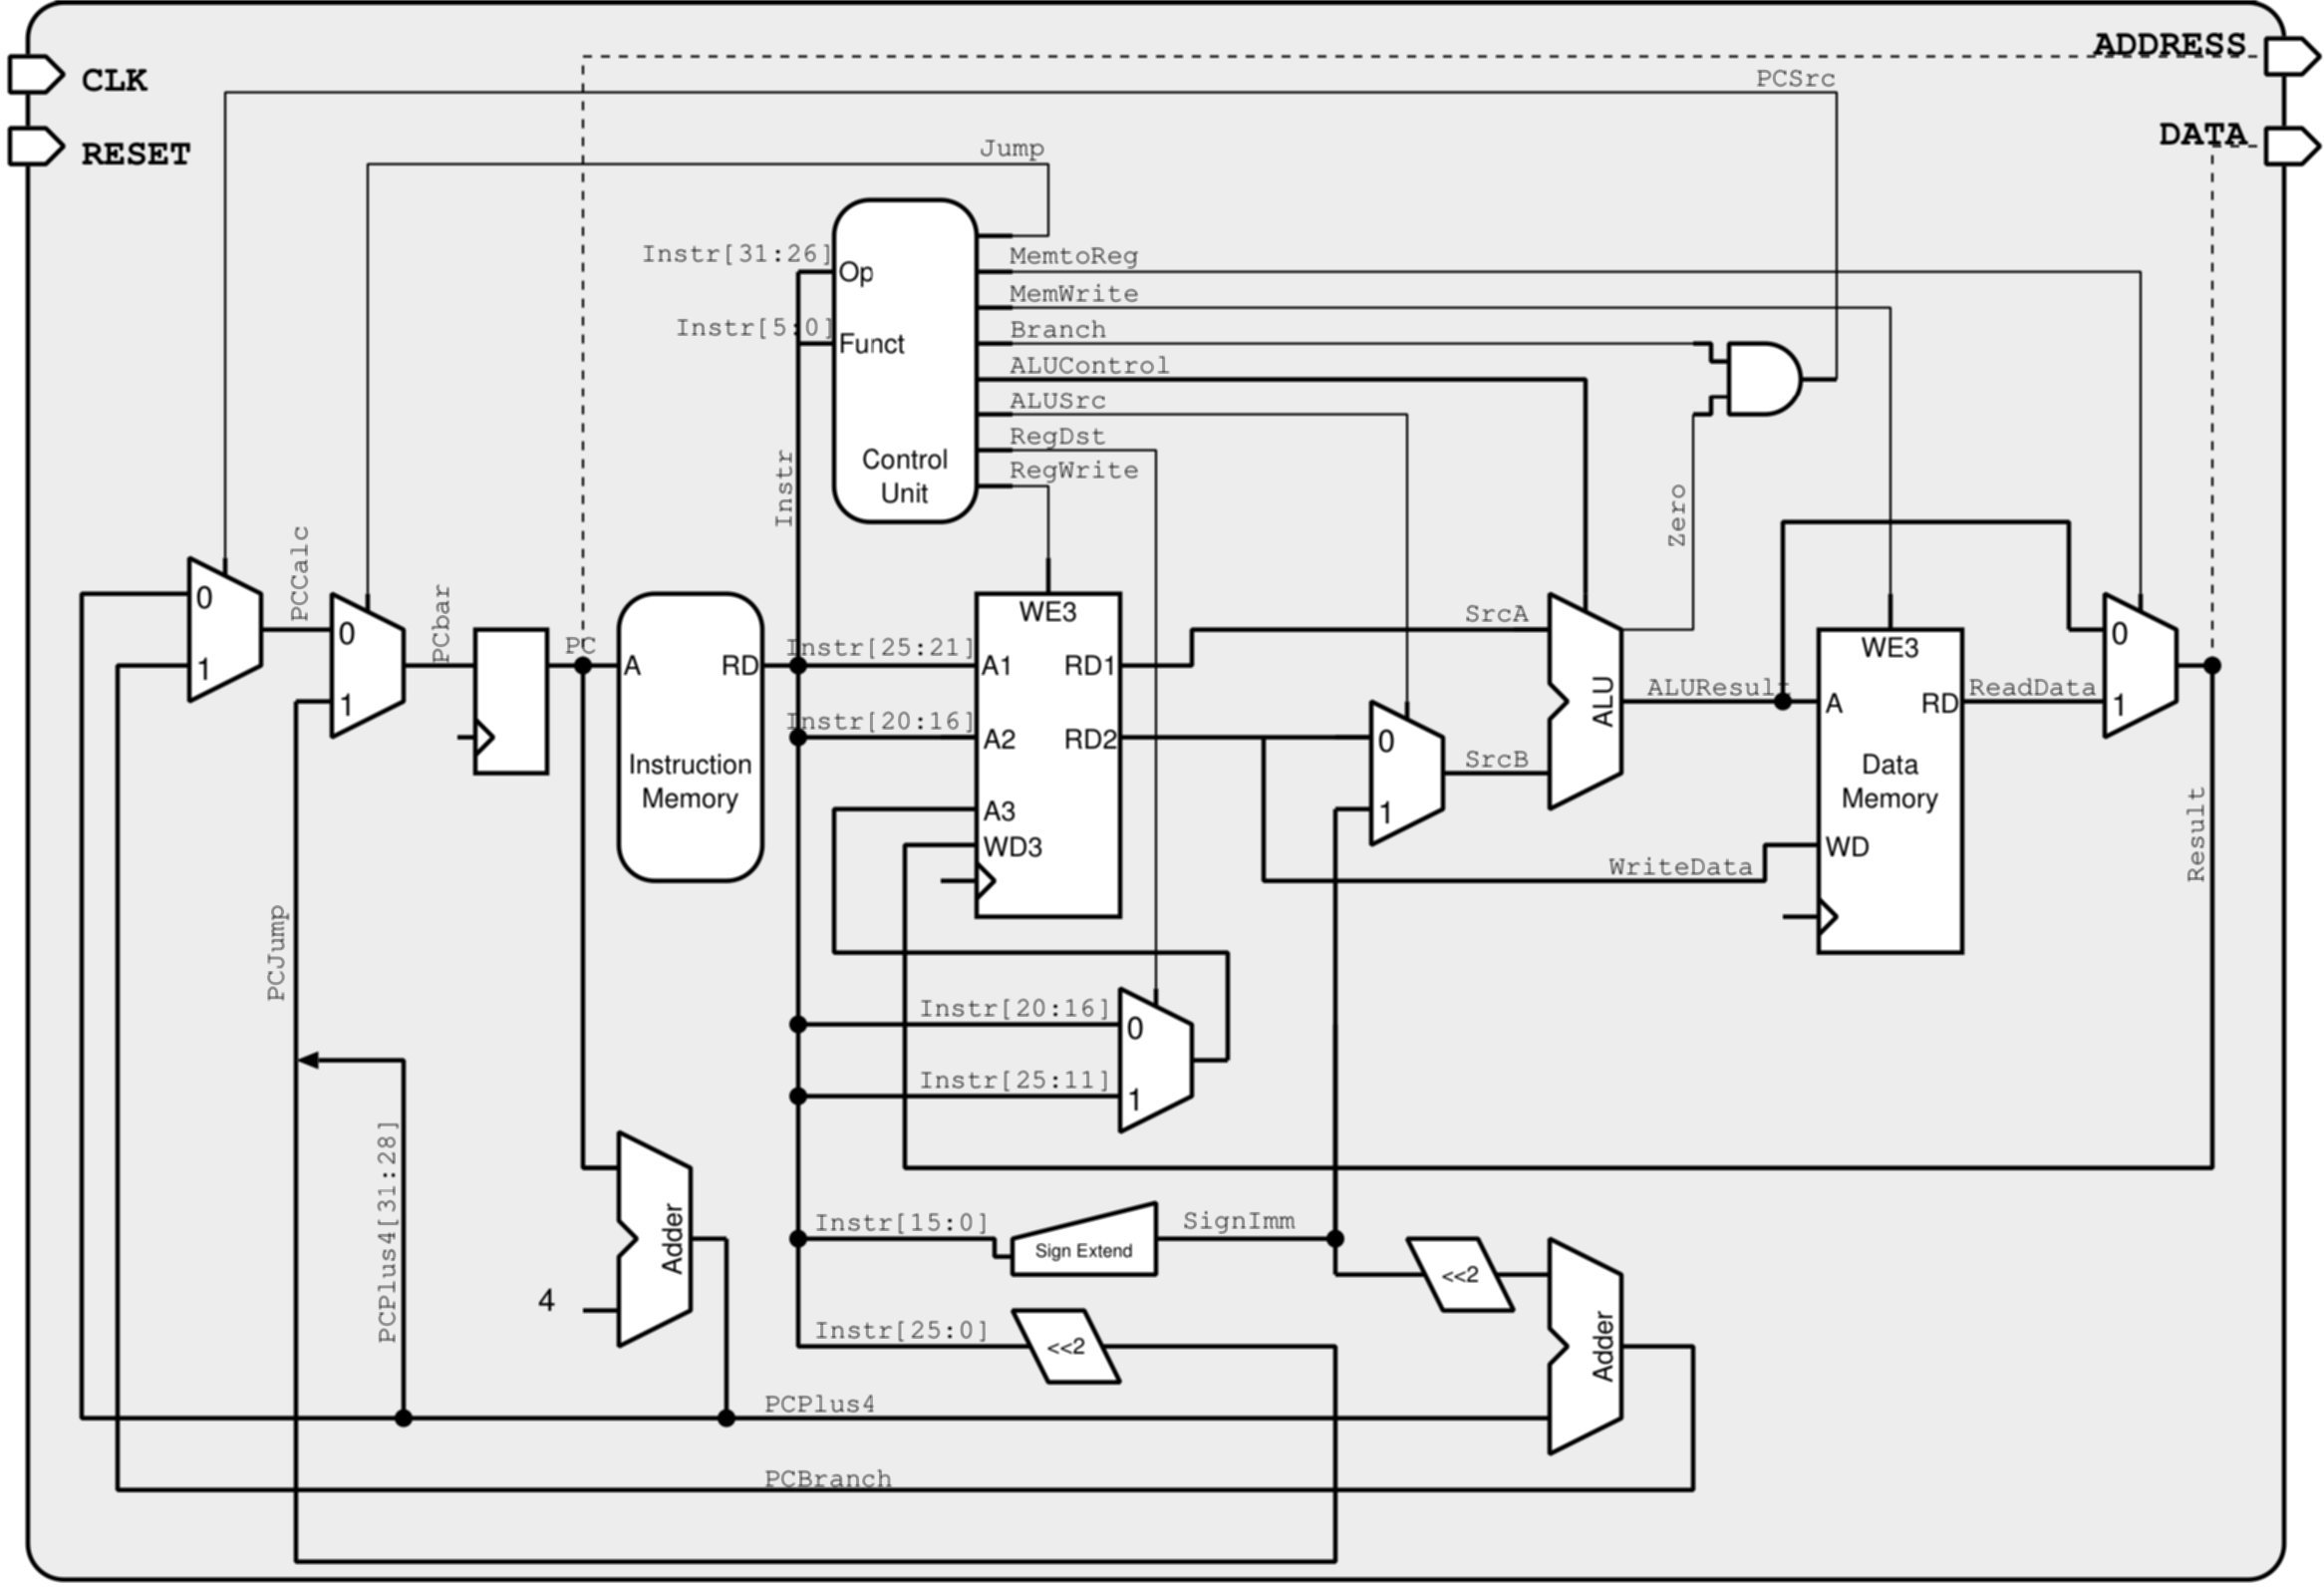 ADDRESS
PCSrc
CLK
DATA
RESET
Jump
Instr[31:26]
Op
MemtoReg
MemWrite
Instr[5:0]
Funct
Branch
ALUControl
ALUSrc
RegDst
RegWrite
Control
Unit
Instr
Zero
PCCalc
PCbar
0
1
0
1
PC
A
RD
Instruction
Memory
Instr[25:21]
Instr[20:16]
WE3
A1
RD1
A2
RD2
A3
WD3
SrcA
SrcB
0
1
ALU
ALUResult
WE3
A
RD
Data
Memory
WD
ReadData
0
1
WriteData
Result
PCJump
Instr[20:16]
0
Instr[25:11]
1
PCPlus4[31:28]
Adder
4
Instr[15:0]
Sign Extend
SignImm
<<2
Adder
Instr[25:0]
<<2
PCPlus4
PCBranch